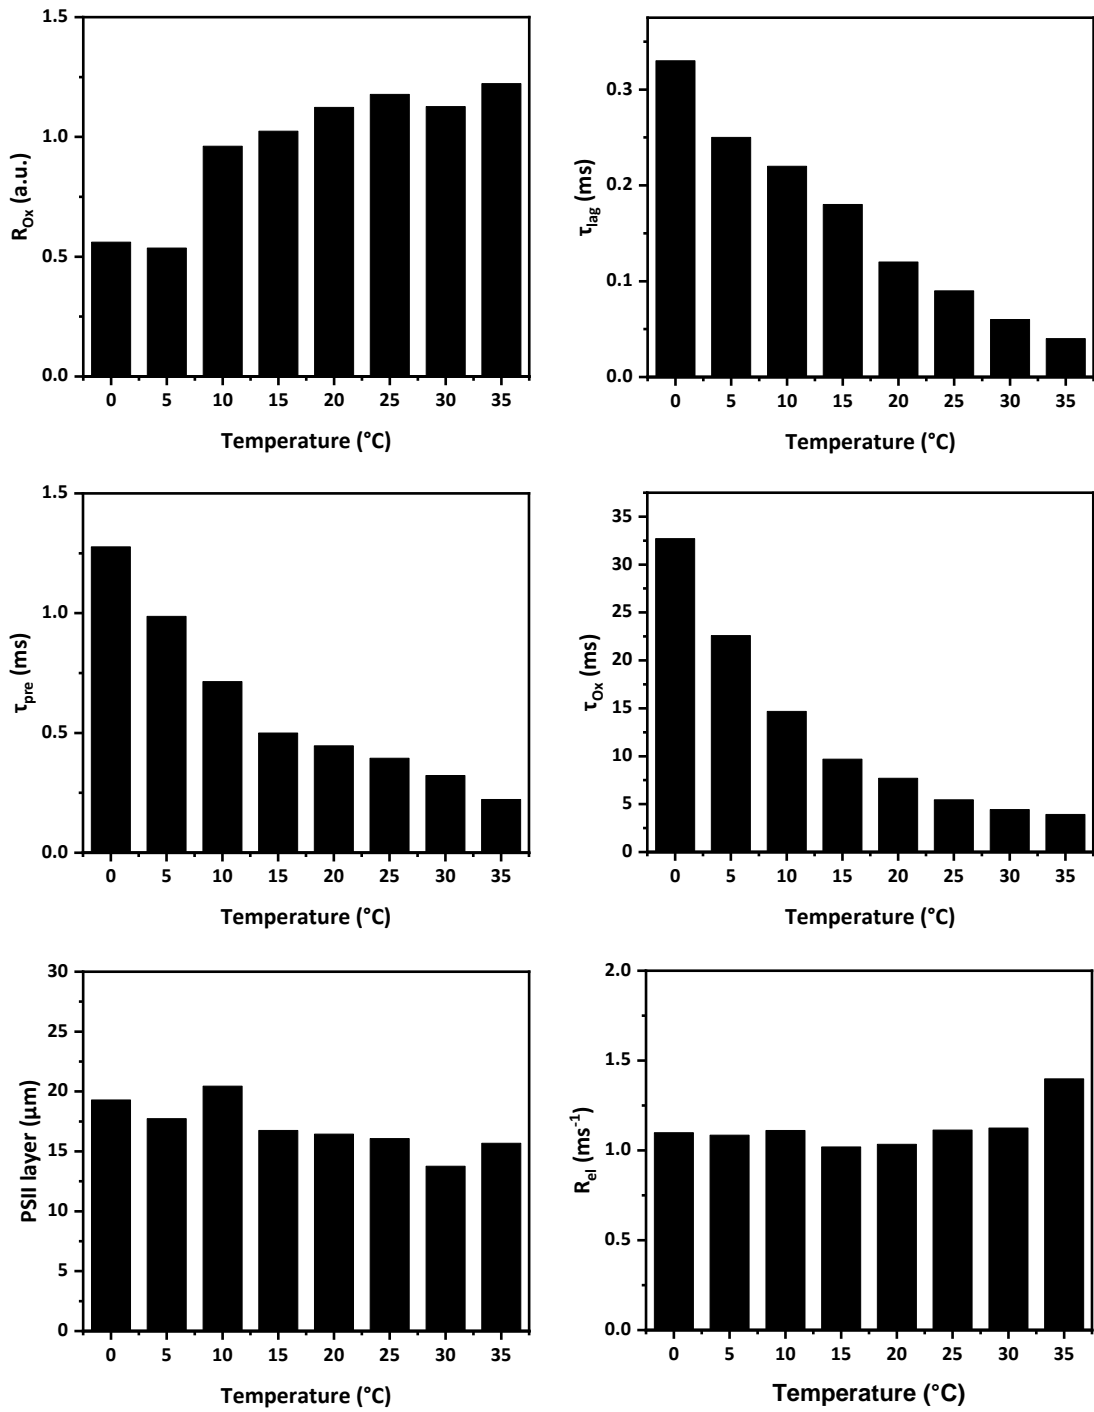 1.5
1.0
0.5
0.0
R_Ox (a.u.)
0 5 10 15 20 25 30 35
Temperature (°C)
0.3
0.2
0.1
0.0
τ_lag (ms)
0 5 10 15 20 25 30 35
Temperature (°C)
1.5
1.0
0.5
0.0
τ_pre (ms)
0 5 10 15 20 25 30 35
Temperature (°C)
35
30
25
20
15
10
5
0
τ_Ox (ms)
0 5 10 15 20 25 30 35
Temperature (°C)
30
25
20
15
10
5
0
PSII layer (μm)
0 5 10 15 20 25 30 35
Temperature (°C)
2.0
1.5
1.0
0.5
0.0
R_el (ms⁻¹)
0 5 10 15 20 25 30 35
Temperature (°C)